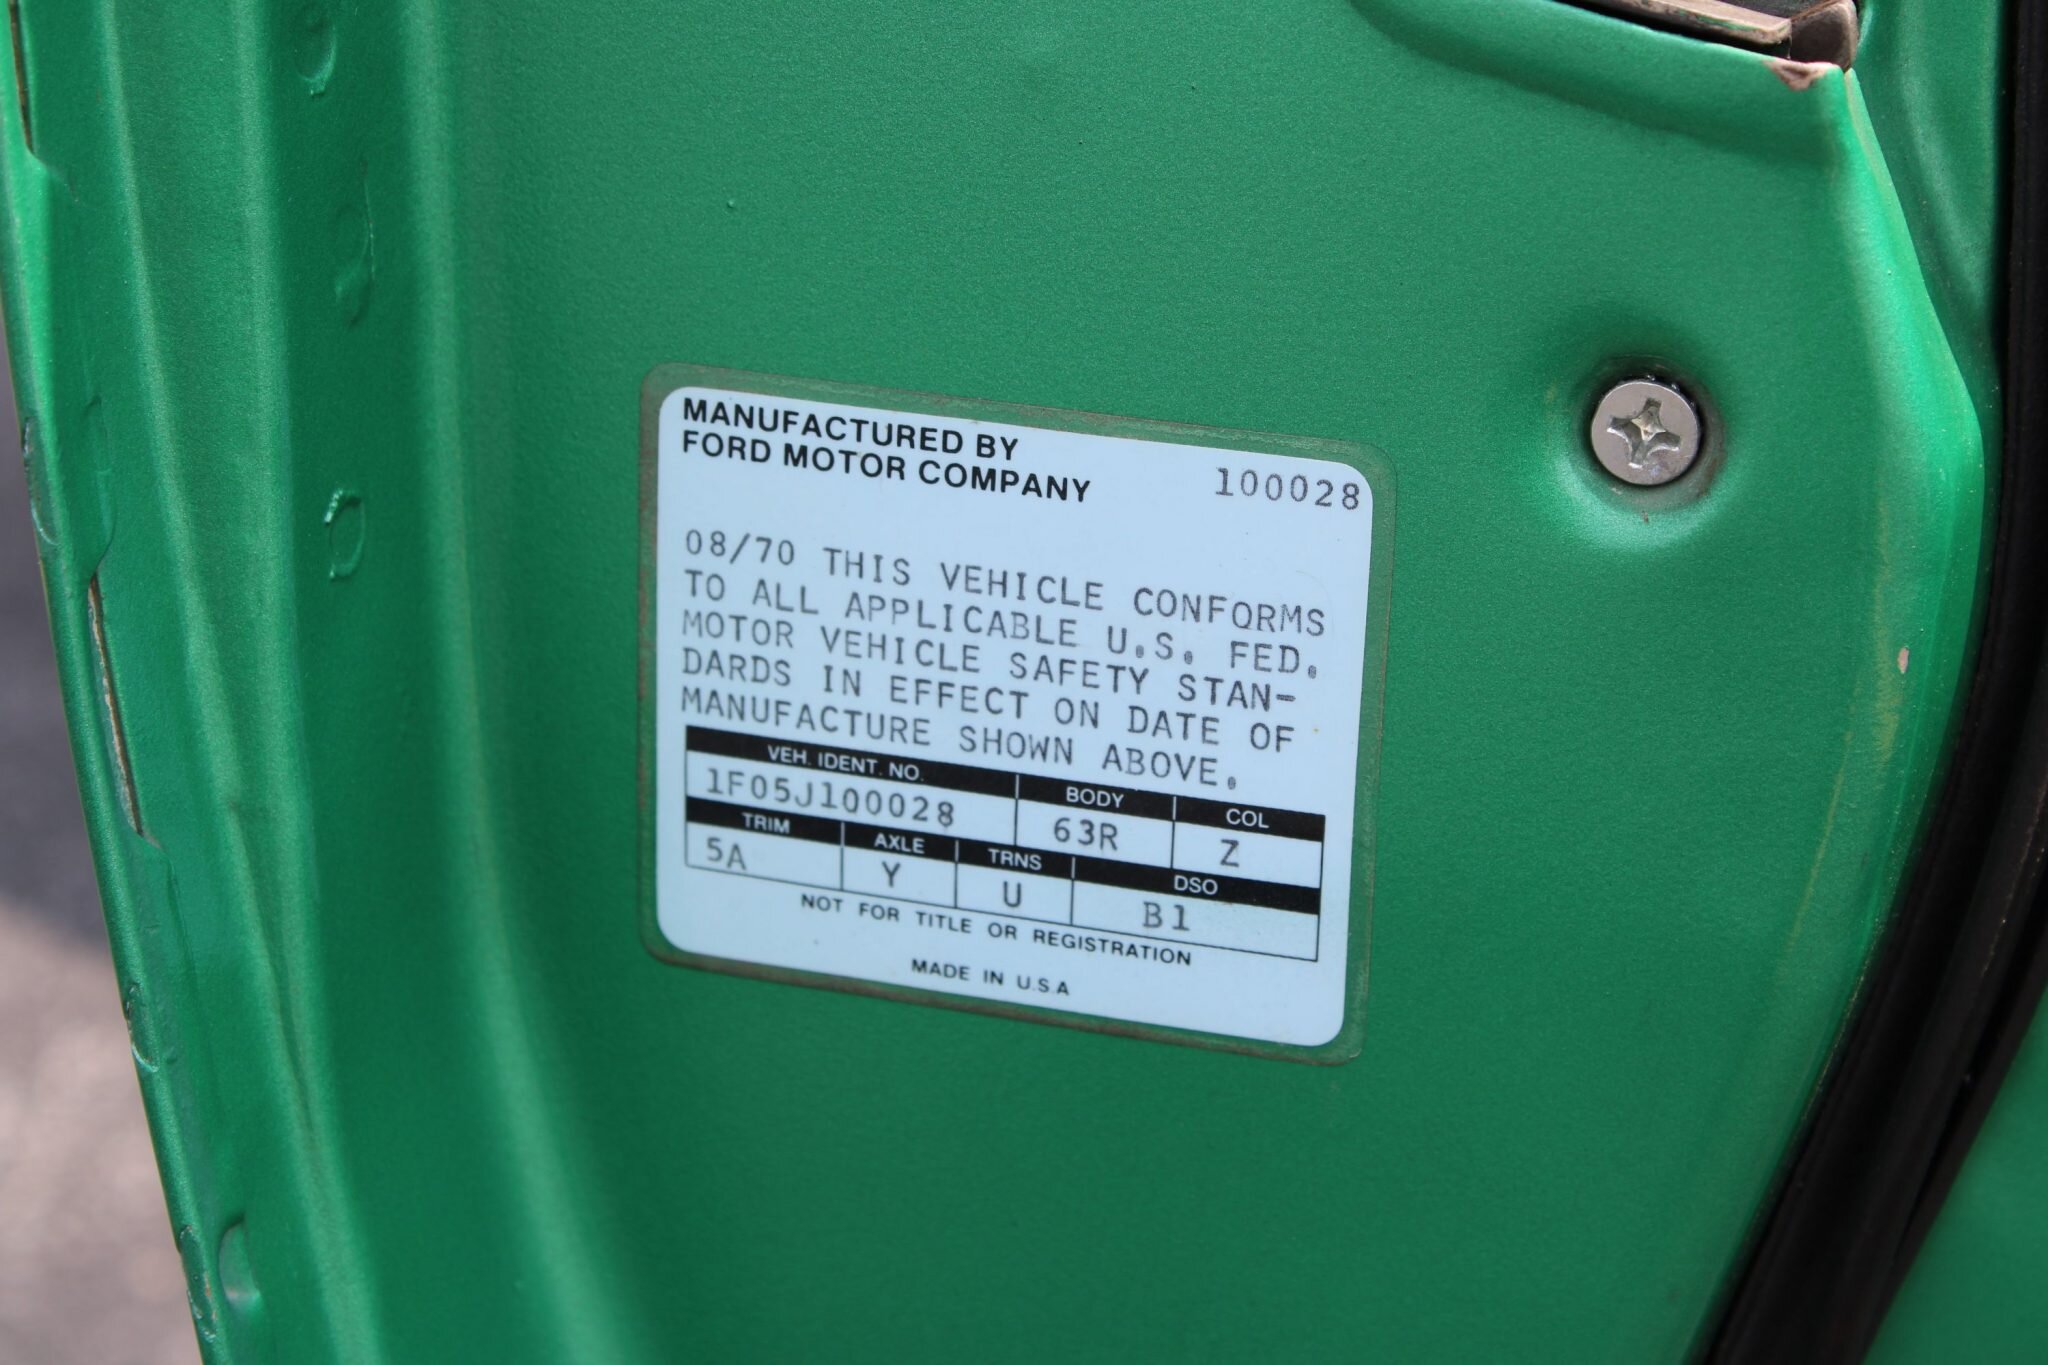 MANUFACTURED BY
FORD MOTOR COMPANY
100028
08/70 THIS VEHICLE CONFORMS
TO ALL APPLICABLE U.S. FED.
MOTOR VEHICLE SAFETY STAN-
DARDS IN EFFECT ON DATE OF
MANUFACTURE SHOWN ABOVE.
VEH. IDENT. NO. BODY COL
1F05J100028 63R Z
TRIM AXLE TRNS DSO
5A Y U B1
NOT FOR TITLE OR REGISTRATION
MADE IN U.S.A